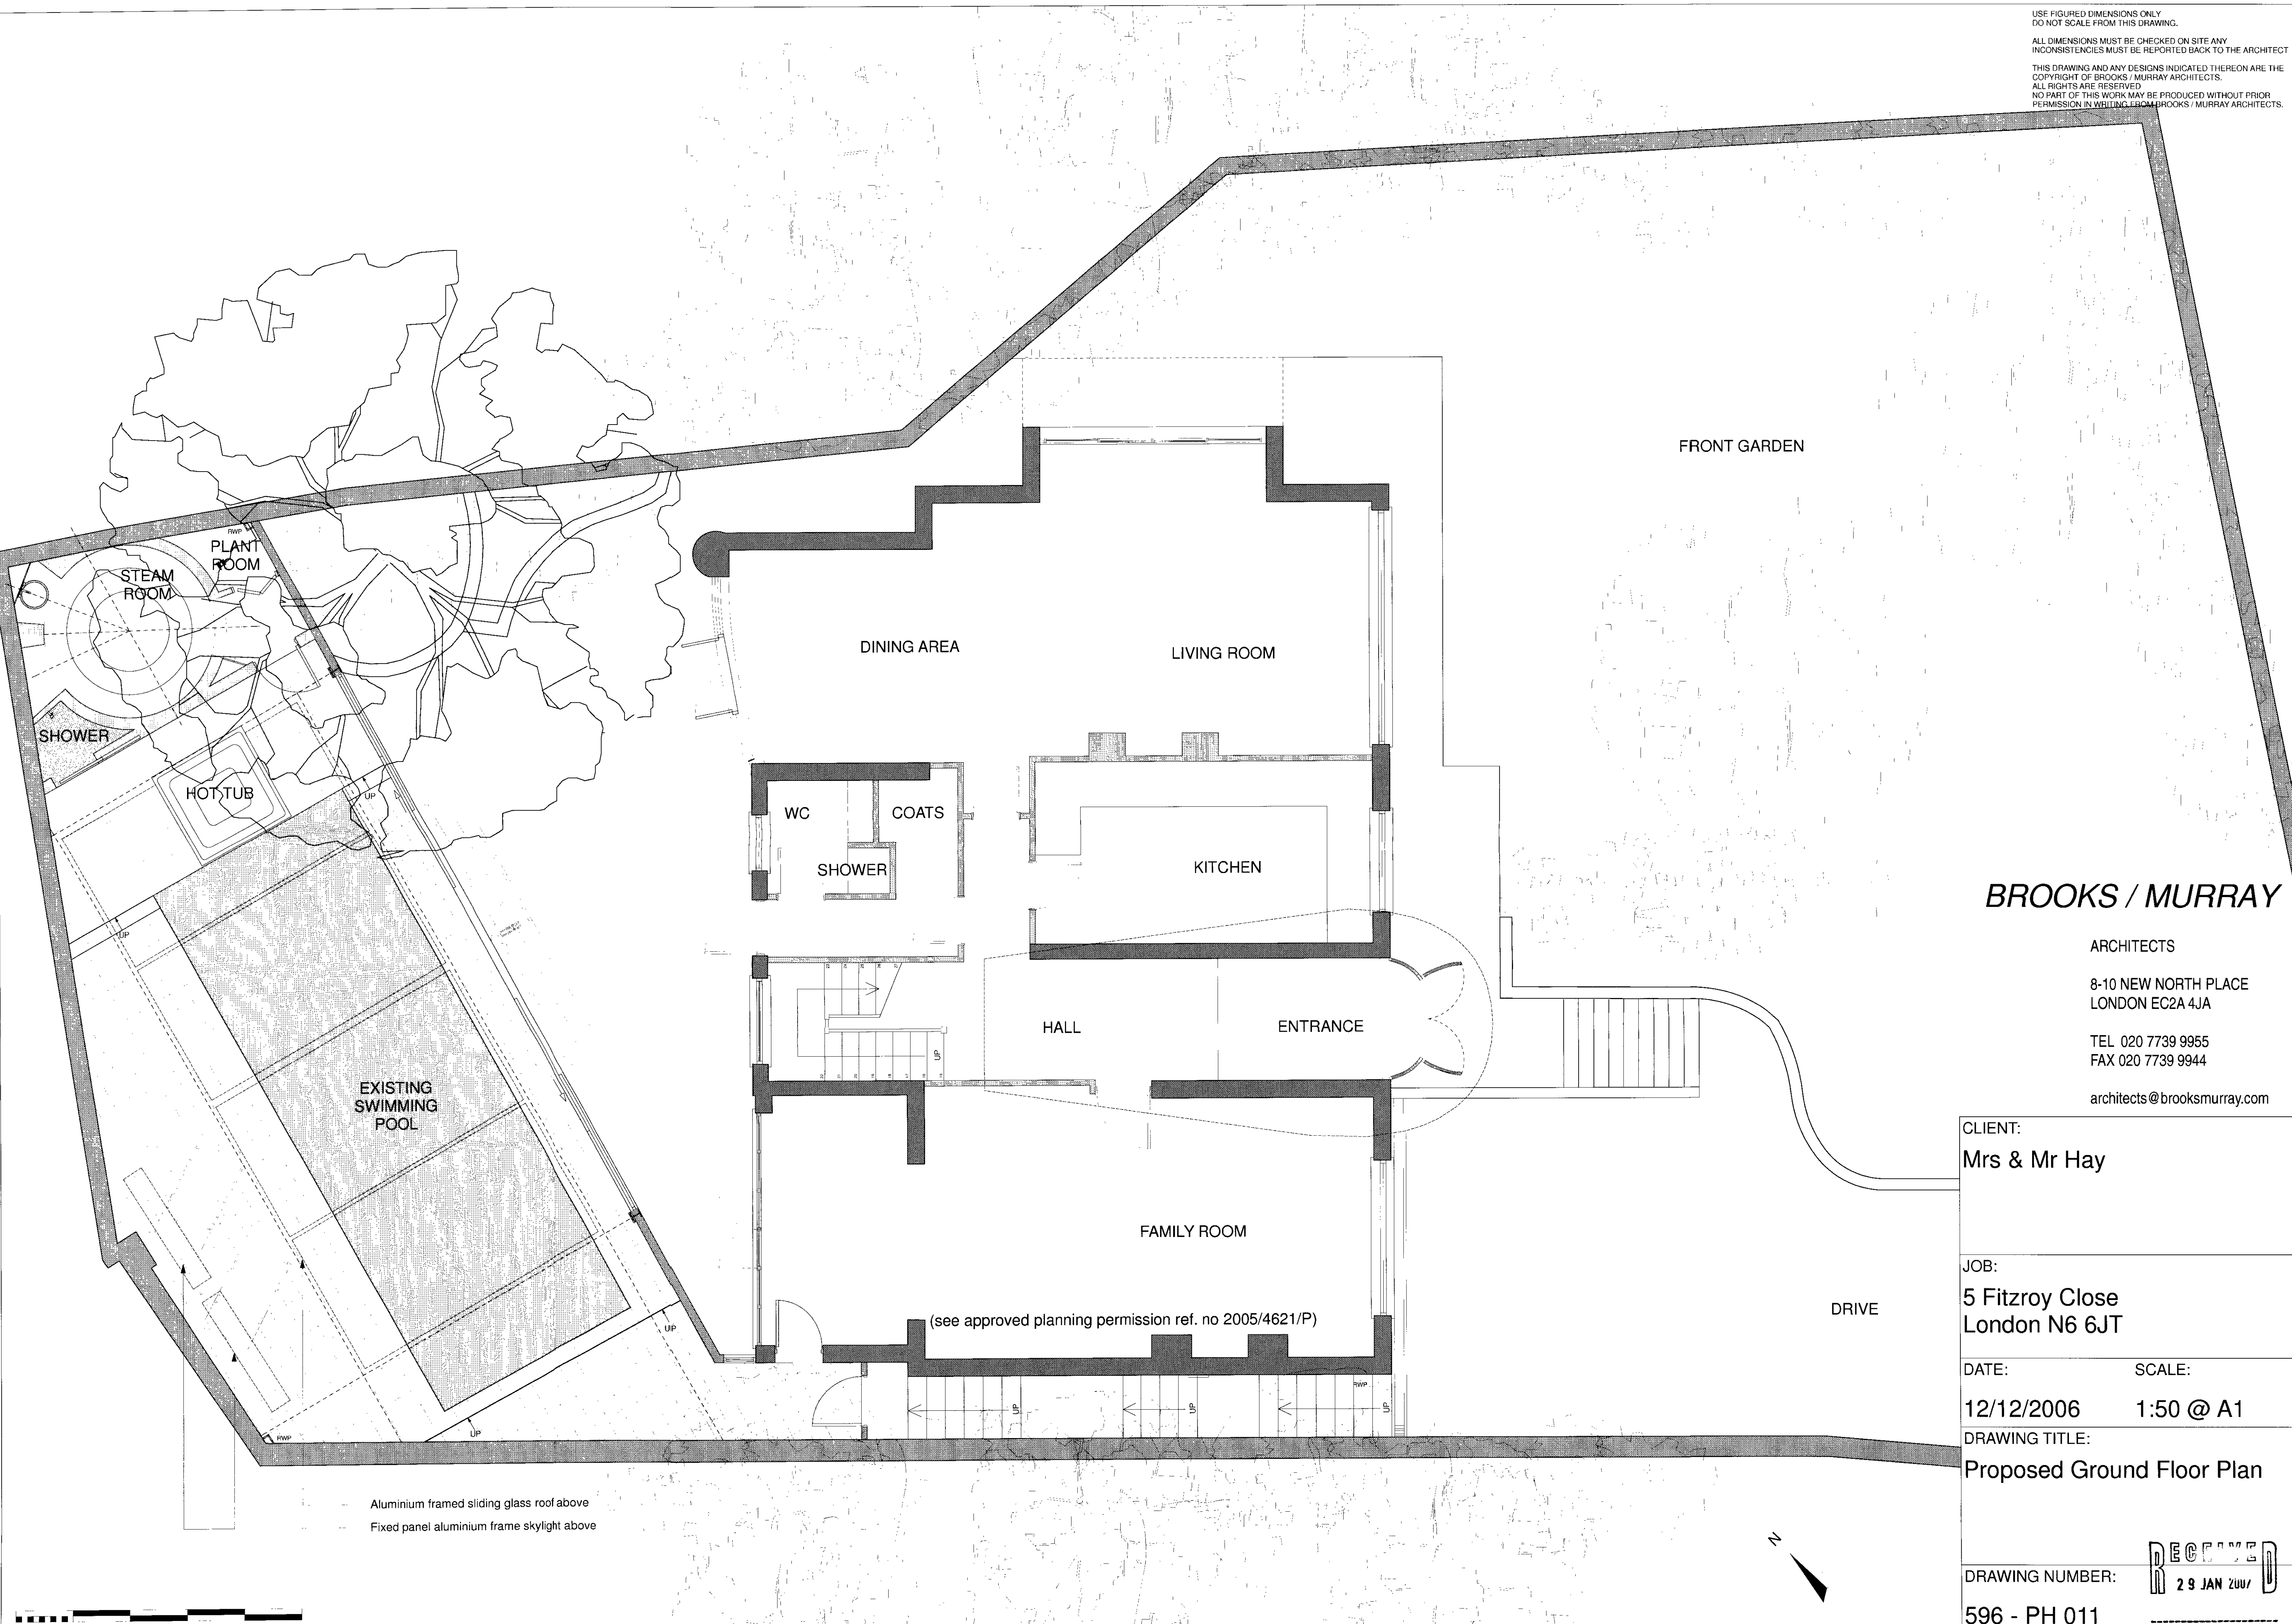 USE FIGURED DIMENSIONS ONLY
DO NOT SCALE FROM THIS DRAWING.
ALL DIMENSIONS MUST BE CHECKED ON SITE ANY
INCONSISTENCIES MUST BE REPORTED BACK TO THE ARCHITECT
THIS DRAWING AND ANY DESIGNS INDICATED THEREON ARE THE
COPYRIGHT OF BROOKS / MURRAY ARCHITECTS.
ALL RIGHTS ARE RESERVED
NO PART OF THIS WORK MAY BE PRODUCED WITHOUT PRIOR
PERMISSION IN WRITING FROM BROOKS / MURRAY ARCHITECTS.
FRONT GARDEN
RWP
PLANT
ROOM
STEAM
ROOM
SHOWER
HOT TUB
UP
UP
DINING AREA
LIVING ROOM
WC
COATS
SHOWER
KITCHEN
HALL
ENTRANCE
UP
EXISTING
SWIMMING
POOL
FAMILY ROOM
(see approved planning permission ref. no 2005/4621/P)
DRIVE
UP
UP
RWP
RWP
UP
UP
UP
Aluminium framed sliding glass roof above
Fixed panel aluminium frame skylight above
N
BROOKS / MURRAY
ARCHITECTS
8-10 NEW NORTH PLACE
LONDON EC2A 4JA
TEL 020 7739 9955
FAX 020 7739 9944
architects@brooksmurray.com
CLIENT:
Mrs & Mr Hay
JOB:
5 Fitzroy Close
London N6 6JT
DATE: SCALE:
12/12/2006 1:50 @ A1
DRAWING TITLE:
Proposed Ground Floor Plan
DRAWING NUMBER:
596 - PH 011
RECEIVED
29 JAN 2007